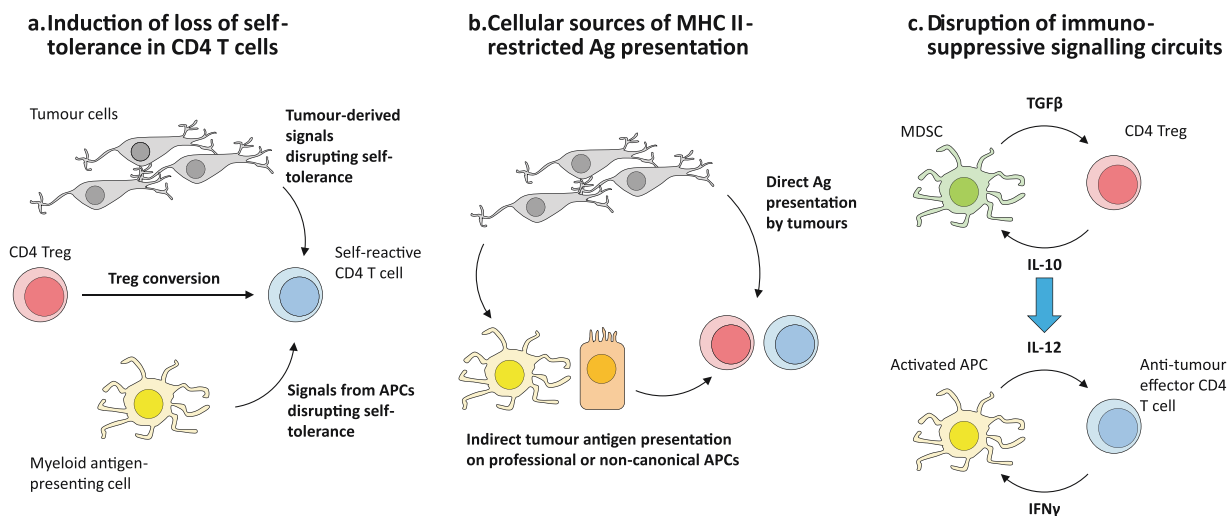 a. Induction of loss of self-
tolerance in CD4 T cells
Tumour cells
Tumour-derived
signals
disrupting self-
tolerance
CD4 Treg
Treg conversion
Self-reactive
CD4 T cell
Signals from APCs
disrupting self-
tolerance
Myeloid antigen-
presenting cell
b. Cellular sources of MHC II-
restricted Ag presentation
Direct Ag
presentation
by tumours
Indirect tumour antigen presentation
on professional or non-canonical APCs
c. Disruption of immuno-
suppressive signalling circuits
TGFβ
MDSC
CD4 Treg
IL-10
IL-12
Activated APC
Anti-tumour
effector CD4
T cell
IFNγ